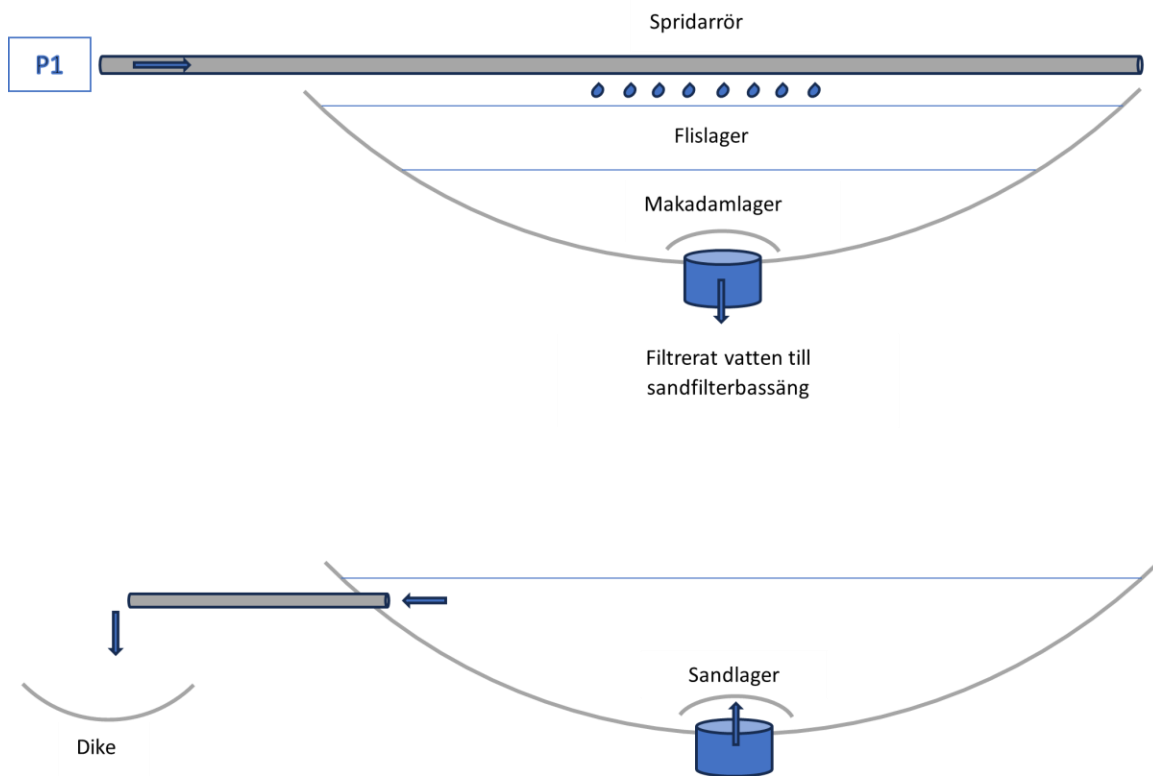 Spridarrör
P1
Flislager
Makadamlager
Filtrerat vatten till
sandfilterbassäng
Sandlager
Dike